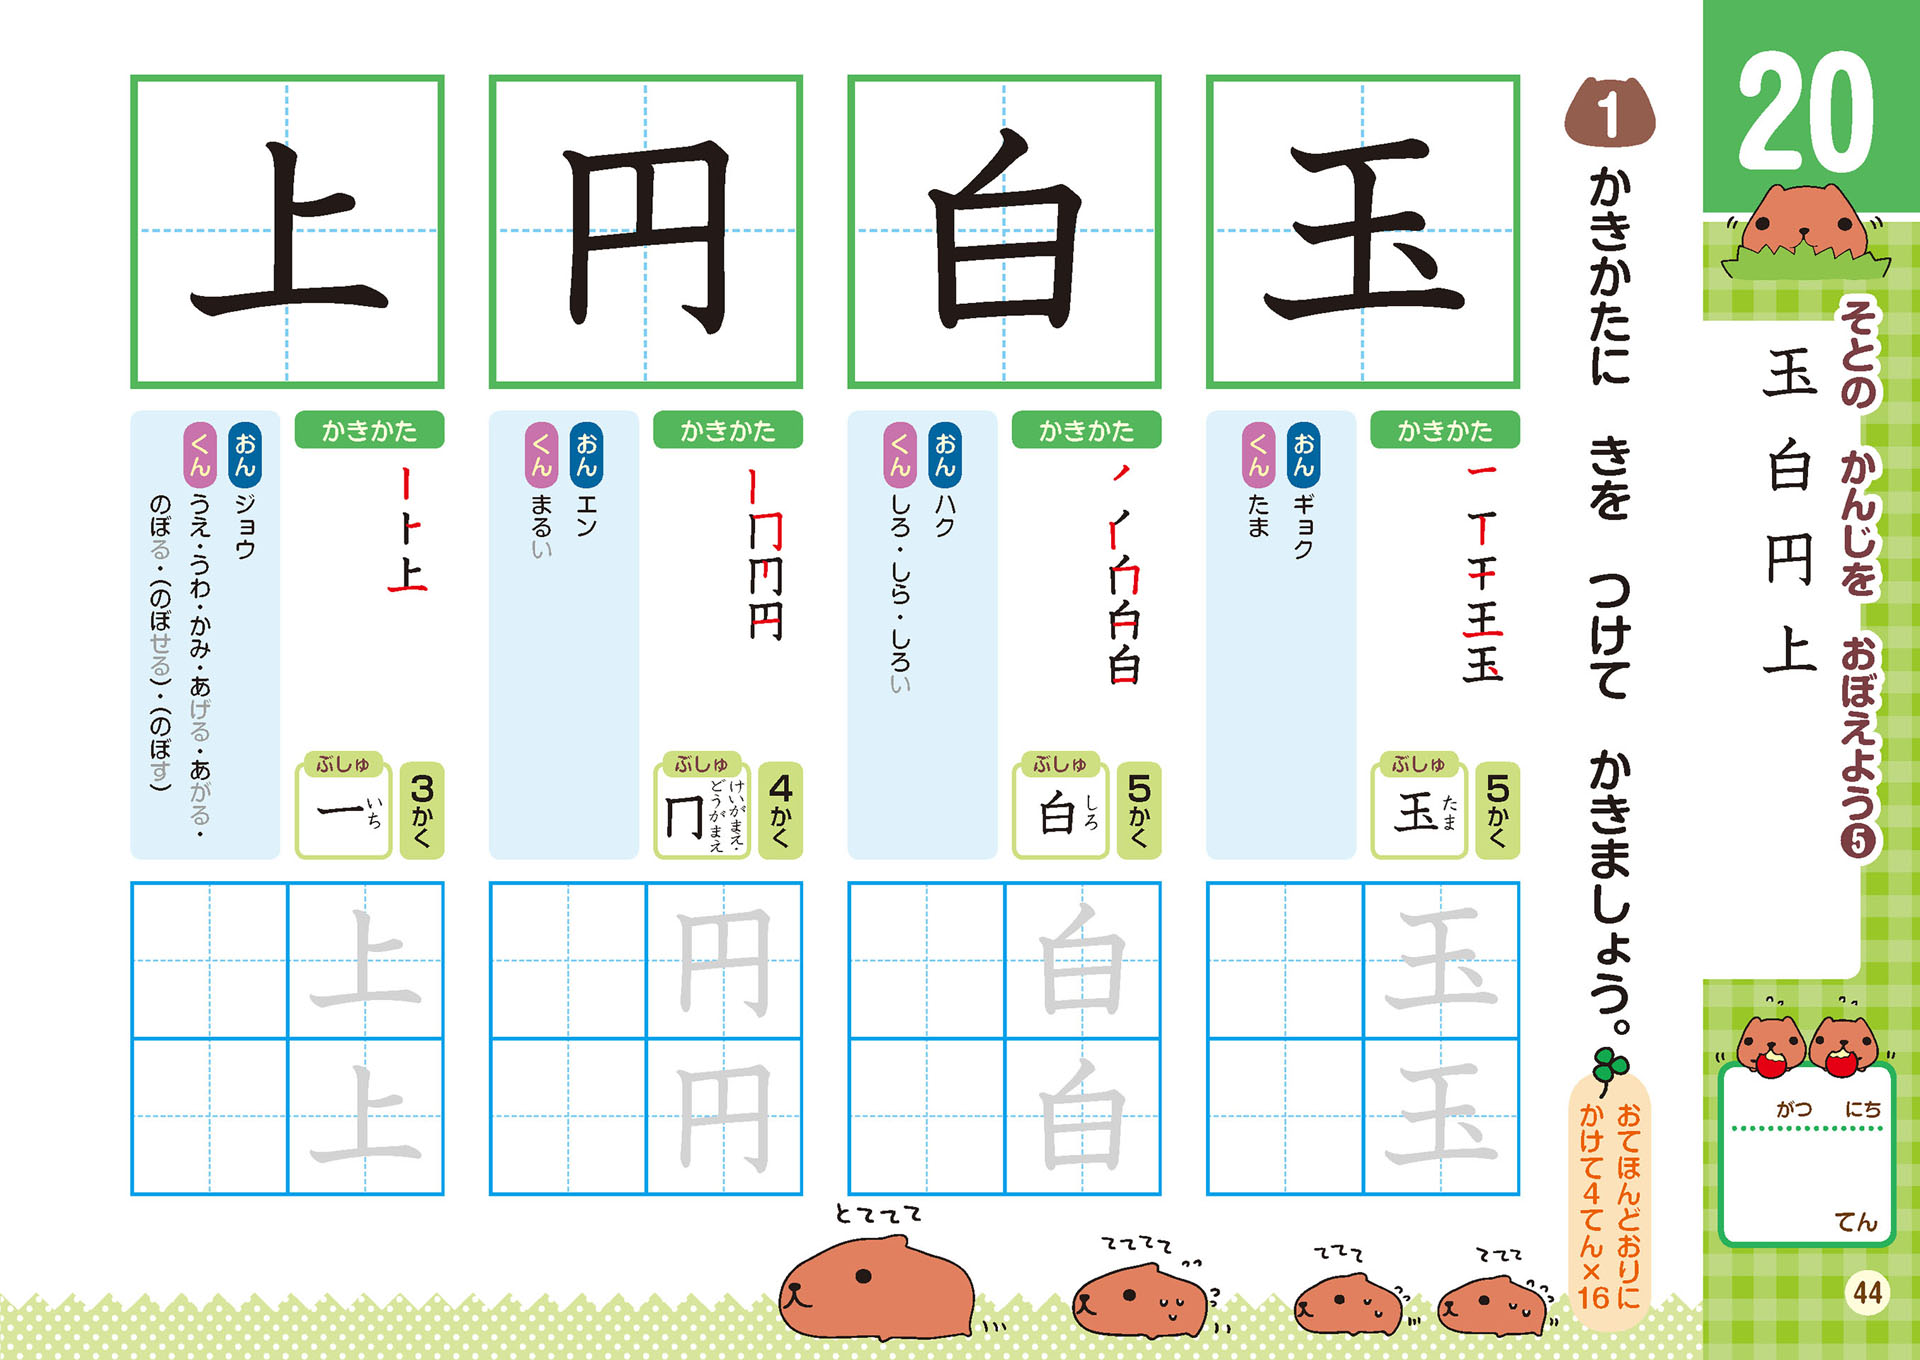 20
そとの かんじを おぼえよう5
玉 白 円 上
がつ にち
てん
44
1 かきかたに きを つけて かきましょう。
おてほんどおりに
かけて4てん×16
玉
かきかた
一 丅 干 王 玉
5かく
ぶしゅ
玉 たま
おん ギョク
くん たま
玉
玉
白
かきかた
白 白
5かく
ぶしゅ
白 しろ
おん ハク
くん しろ・しら・しろい
白
白
円
かきかた
丨 冂 円 円
4かく
ぶしゅ
冂 けいがまえ・
どうがまえ
おん エン
くん まるい
円
円
上
かきかた
丨 卜 上
3かく
ぶしゅ
一 いち
おん ジョウ
くん うえ・うわ・かみ・あげる・あがる・
のぼる・(のぼせる)・(のぼす)
上
上
とててて
てててて
ててて
ててて